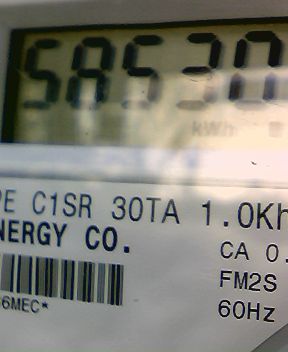 58530
kWh
PE C1SR 30TA 1.0Kh
NERGY CO.
CA 0.
FM2S
60Hz
6MEC*